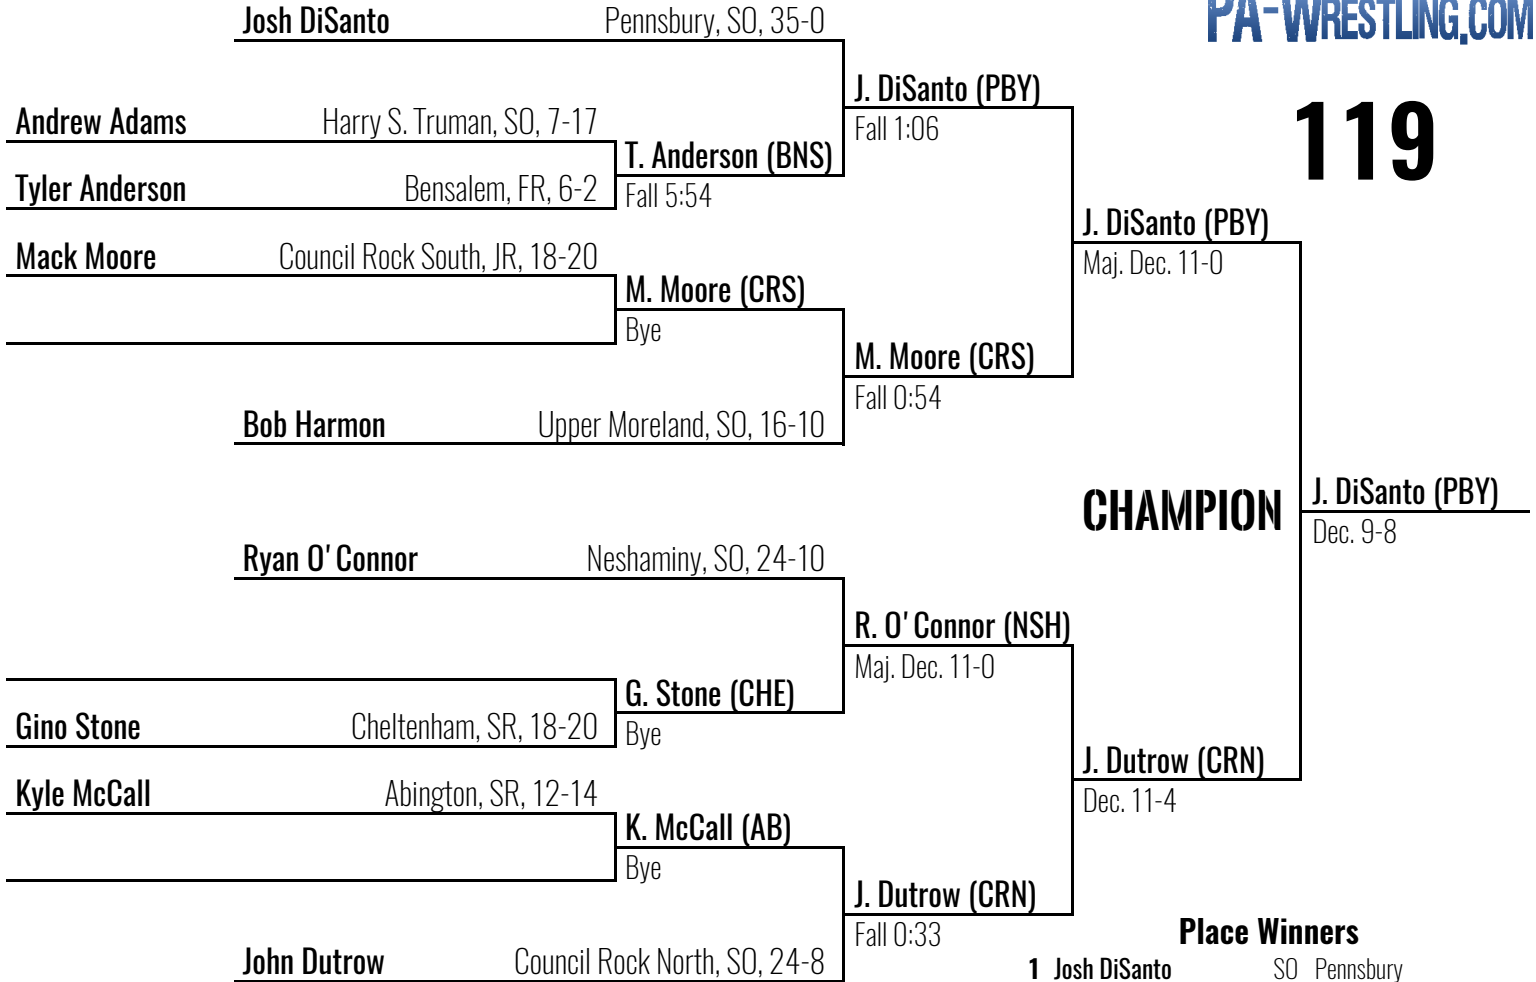 PA-WRESTLING.COM
119
Josh DiSanto Pennsbury, SO, 35-0
J. DiSanto (PBY)
Fall 1:06
Andrew Adams Harry S. Truman, SO, 7-17
T. Anderson (BNS)
Fall 5:54
Tyler Anderson Bensalem, FR, 6-2
J. DiSanto (PBY)
Maj. Dec. 11-0
Mack Moore Council Rock South, JR, 18-20
M. Moore (CRS)
Bye
M. Moore (CRS)
Fall 0:54
Bob Harmon Upper Moreland, SO, 16-10
CHAMPION
J. DiSanto (PBY)
Dec. 9-8
Ryan O'Connor Neshaminy, SO, 24-10
R. O'Connor (NSH)
Maj. Dec. 11-0
G. Stone (CHE)
Bye
Gino Stone Cheltenham, SR, 18-20
J. Dutrow (CRN)
Dec. 11-4
Kyle McCall Abington, SR, 12-14
K. McCall (AB)
Bye
J. Dutrow (CRN)
Fall 0:33
John Dutrow Council Rock North, SO, 24-8
Place Winners
1 Josh DiSanto SO Pennsbury